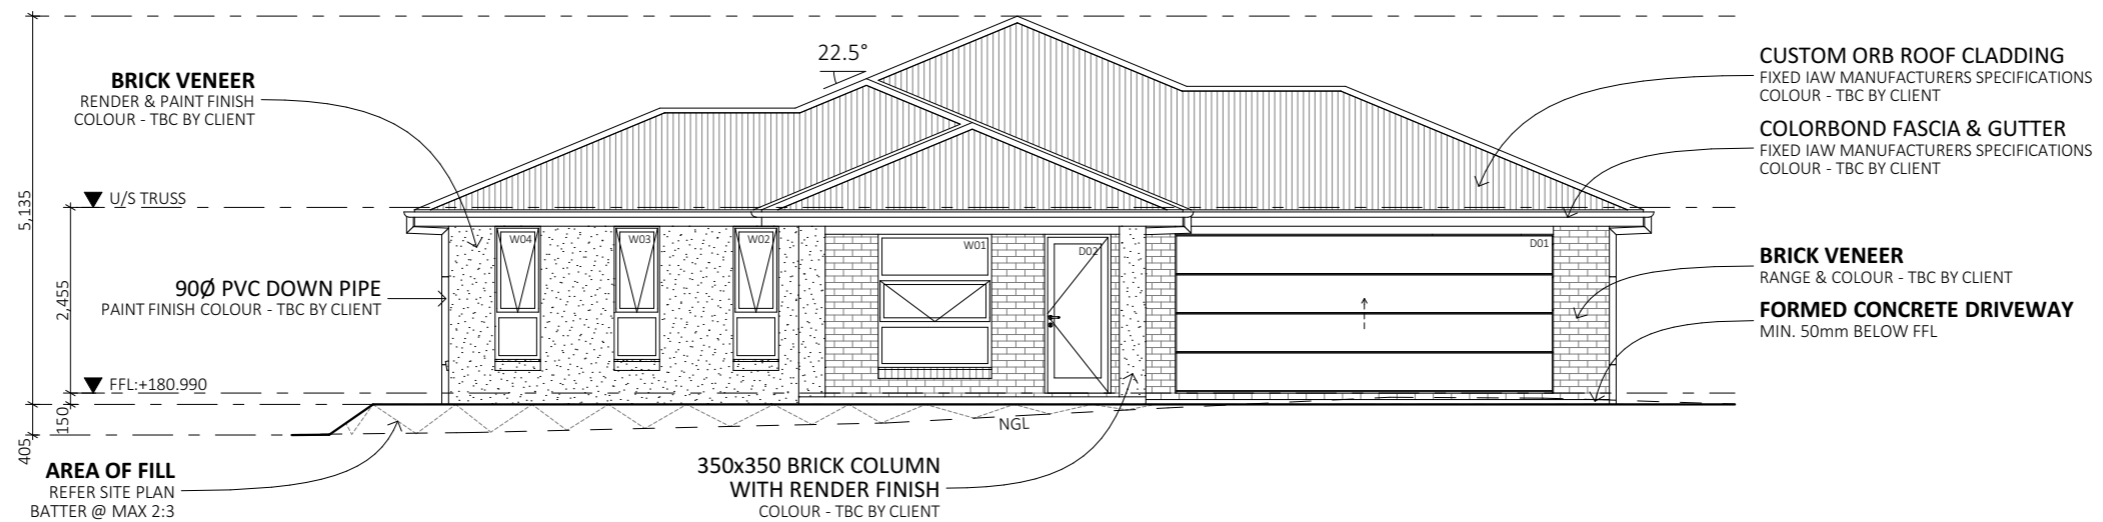 BRICK VENEER
RENDER & PAINT FINISH
COLOUR - TBC BY CLIENT
22.5°
CUSTOM ORB ROOF CLADDING
FIXED IAW MANUFACTURERS SPECIFICATIONS
COLOUR - TBC BY CLIENT
COLORBOND FASCIA & GUTTER
FIXED IAW MANUFACTURERS SPECIFICATIONS
COLOUR - TBC BY CLIENT
5,135
U/S TRUSS
2,455
90Ø PVC DOWN PIPE
PAINT FINISH COLOUR - TBC BY CLIENT
W04
W03
W02
W01
D02
D01
BRICK VENEER
RANGE & COLOUR - TBC BY CLIENT
FORMED CONCRETE DRIVEWAY
MIN. 50mm BELOW FFL
FFL:+180.990
150
405
NGL
AREA OF FILL
REFER SITE PLAN
BATTER @ MAX 2:3
350x350 BRICK COLUMN
WITH RENDER FINISH
COLOUR - TBC BY CLIENT